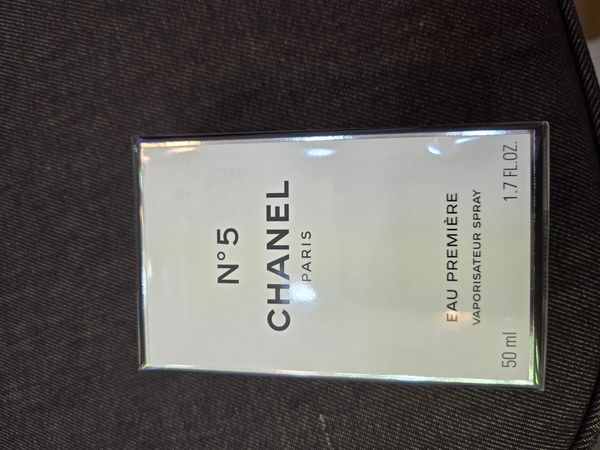 N°5
CHANEL
PARIS
EAU PREMIÈRE
VAPORISATEUR SPRAY
50 ml 1.7 FL.OZ.